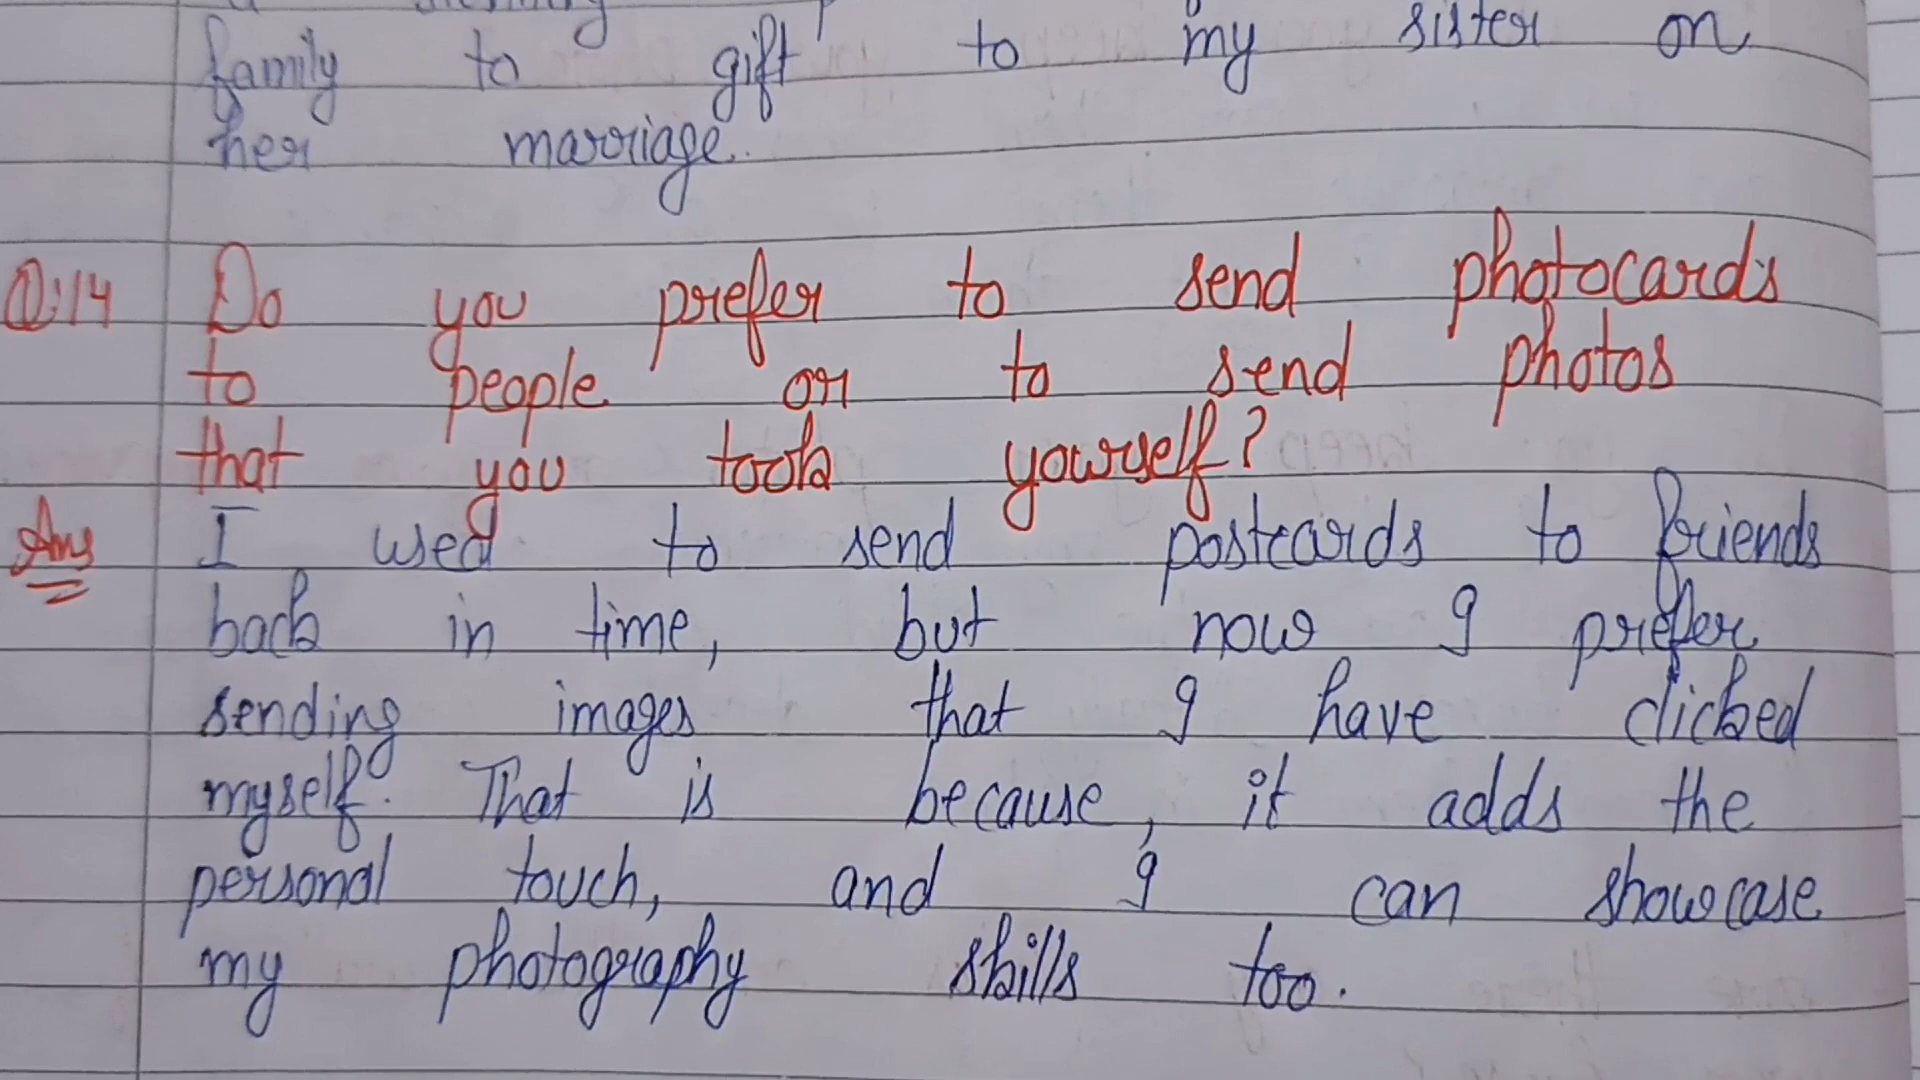 family to gift to my sister on
her marriage.
Q:14 Do you prefer to send photocards
to people or to send photos
that you took yourself?
Ans I used to send postcards to friends
back in time, but now I prefer
sending images that I have clicked
myself. That is because, it adds the
personal touch, and I can showcase
my photography skills too.